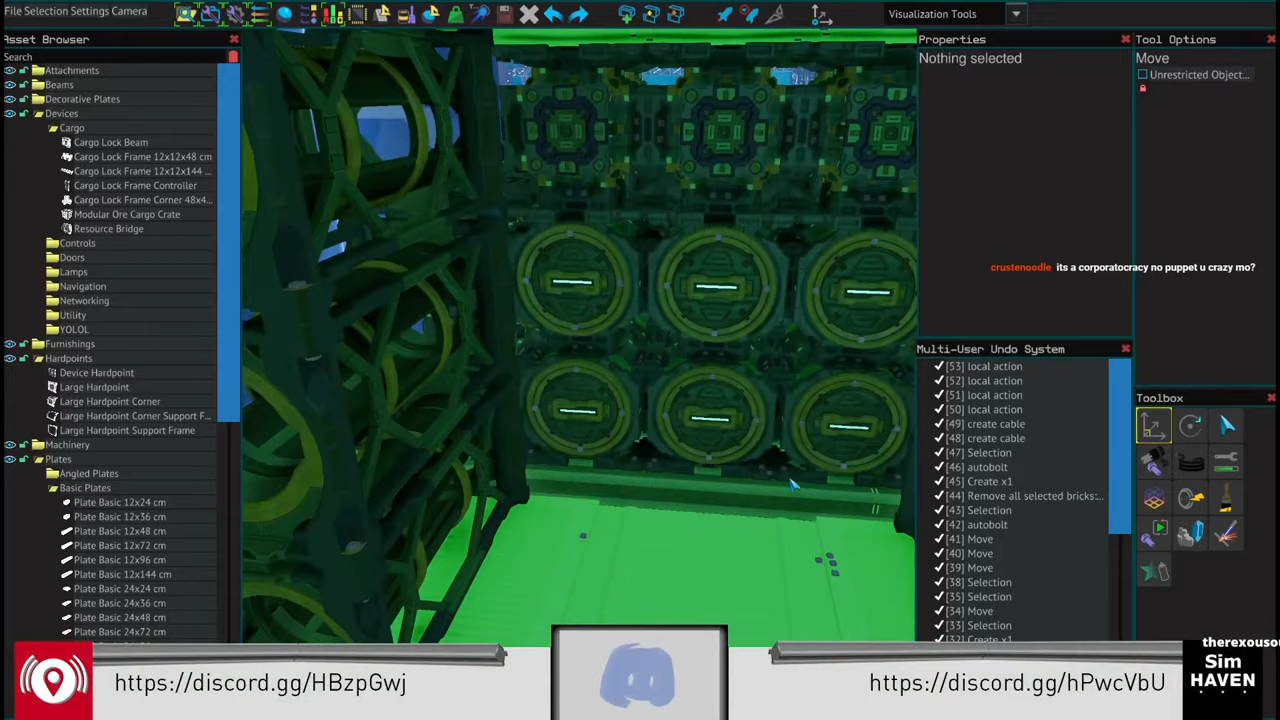 File Selection Settings Camera
Visualization Tools
Asset Browser
Search
Attachments
Beams
Decorative Plates
Devices
Cargo
Cargo Lock Beam
Cargo Lock Frame 12x12x48 cm
Cargo Lock Frame 12x12x144 ...
Cargo Lock Frame Controller
Cargo Lock Frame Corner 48x4...
Modular Ore Cargo Crate
Resource Bridge
Controls
Doors
Lamps
Navigation
Networking
Utility
YOLOL
Furnishings
Hardpoints
Device Hardpoint
Large Hardpoint
Large Hardpoint Corner
Large Hardpoint Corner Support F...
Large Hardpoint Support Frame
Machinery
Plates
Angled Plates
Basic Plates
Plate Basic 12x24 cm
Plate Basic 12x36 cm
Plate Basic 12x48 cm
Plate Basic 12x72 cm
Plate Basic 12x96 cm
Plate Basic 12x144 cm
Plate Basic 24x24 cm
Plate Basic 24x36 cm
Plate Basic 24x48 cm
Plate Basic 24x72 cm
Properties
Nothing selected
crustenoodle its a corporatocracy no puppet u crazy mo?
Multi-User Undo System
[53] local action
[52] local action
[51] local action
[50] local action
[49] create cable
[48] create cable
[47] Selection
[46] autobolt
[45] Create x1
[44] Remove all selected bricks:...
[43] Selection
[42] autobolt
[41] Move
[40] Move
[39] Move
[38] Selection
[35] Selection
[34] Move
[33] Selection
[32] Create x1
Tool Options
Move
Unrestricted Object...
Toolbox
https://discord.gg/HBzpGwj
https://discord.gg/hPwcVbU
therexousou
Sim
HAVEN